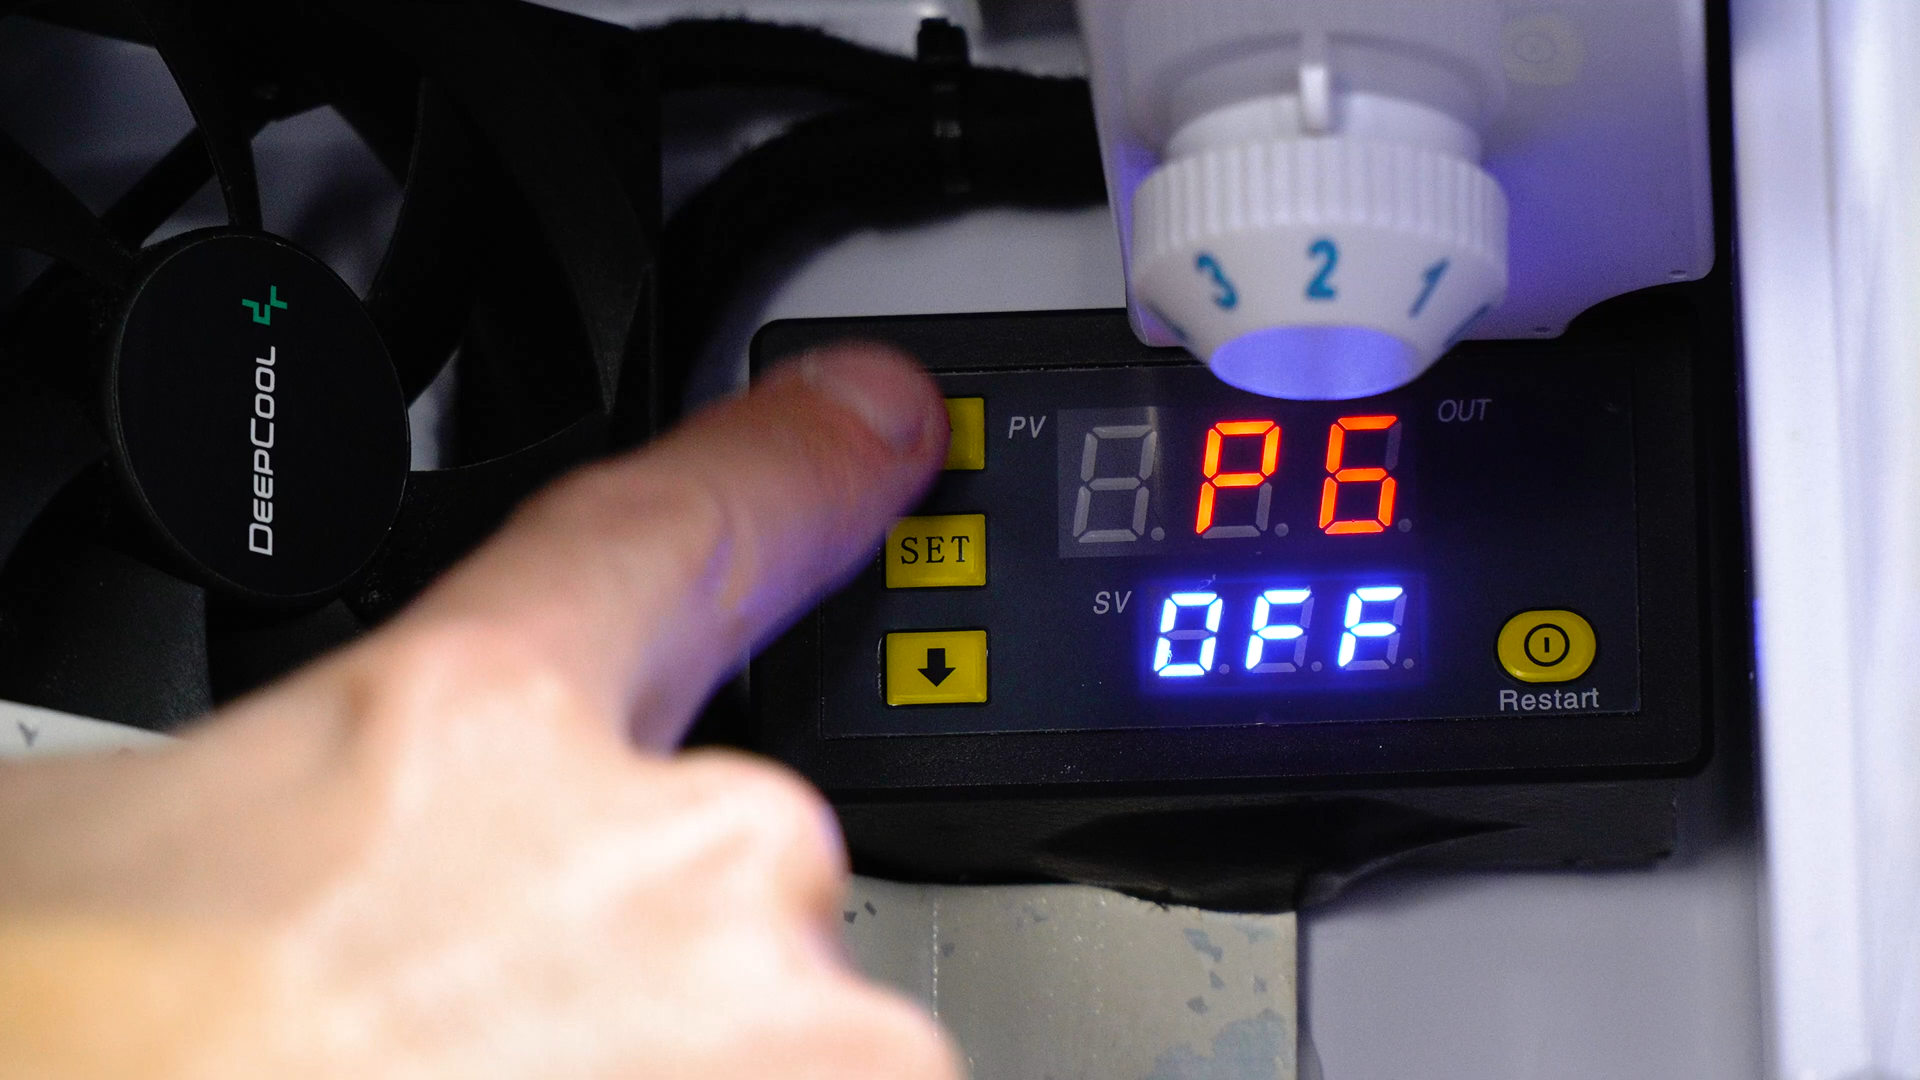 DEEPCOOL
3 2 1
PV
P6
OUT
SET
SV
OFF
Restart